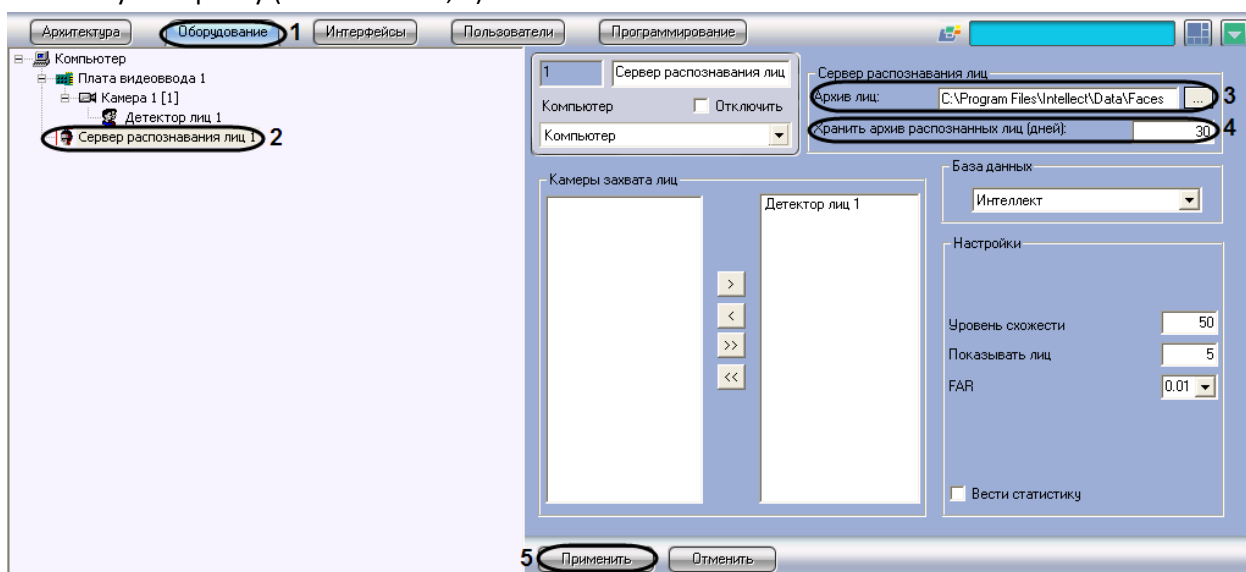 Архитектура Оборудование 1 Интерфейсы Пользователи Программирование
Компьютер
Плата видеоввода 1
Камера 1 [1]
Детектор лиц 1
Сервер распознавания лиц 1 2
1 Сервер распознавания лиц
Компьютер Отключить
Компьютер
Сервер распознавания лиц
Архив лиц: C:\Program Files\Intellect\Data\Faces ... 3
Хранить архив распознанных лиц (дней): 30 4
Камеры захвата лиц
Детектор лиц 1
>
<
>>
<<
База данных
Интеллект
Настройки
Уровень схожести 50
Показывать лиц 5
FAR 0.01
Вести статистику
5 Применить Отменить